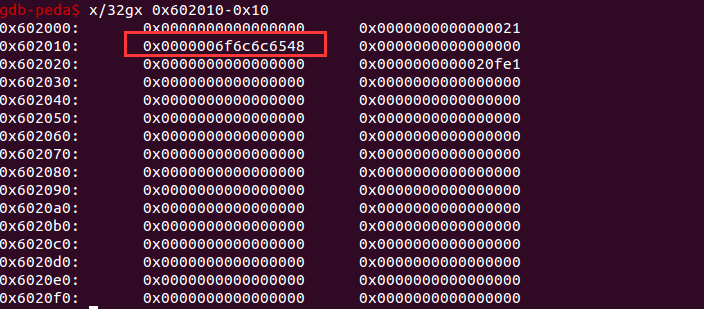 gdb-peda$ x/32gx 0x602010-0x10
0x602000: 0x0000000000000000 0x0000000000000021
0x602010: 0x0000006f6c6c6548 0x0000000000000000
0x602020: 0x0000000000000000 0x0000000000020fe1
0x602030: 0x0000000000000000 0x0000000000000000
0x602040: 0x0000000000000000 0x0000000000000000
0x602050: 0x0000000000000000 0x0000000000000000
0x602060: 0x0000000000000000 0x0000000000000000
0x602070: 0x0000000000000000 0x0000000000000000
0x602080: 0x0000000000000000 0x0000000000000000
0x602090: 0x0000000000000000 0x0000000000000000
0x6020a0: 0x0000000000000000 0x0000000000000000
0x6020b0: 0x0000000000000000 0x0000000000000000
0x6020c0: 0x0000000000000000 0x0000000000000000
0x6020d0: 0x0000000000000000 0x0000000000000000
0x6020e0: 0x0000000000000000 0x0000000000000000
0x6020f0: 0x0000000000000000 0x0000000000000000